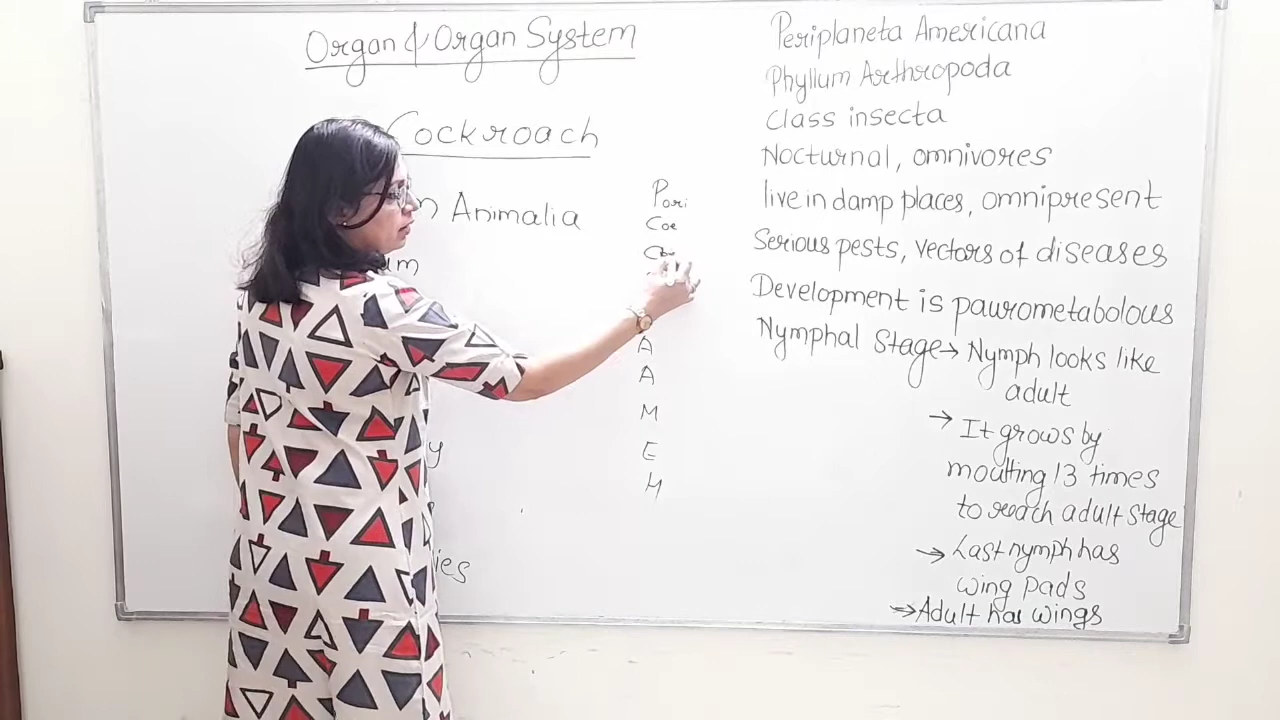 Organ & Organ System
Cockroach
Animalia
um
y
ies
Pori
Coe
A
A
M
E
H
Periplaneta Americana
Phyllum Arthropoda
Class insecta
Nocturnal, omnivores
live in damp places, omnipresent
Serious pests, vectors of diseases
Development is paurometabolous
Nymphal Stage→ Nymph looks like
adult
→ It grows by
moulting 13 times
to reach adult stage
→ Last nymph has
wing pads
→ Adult has wings